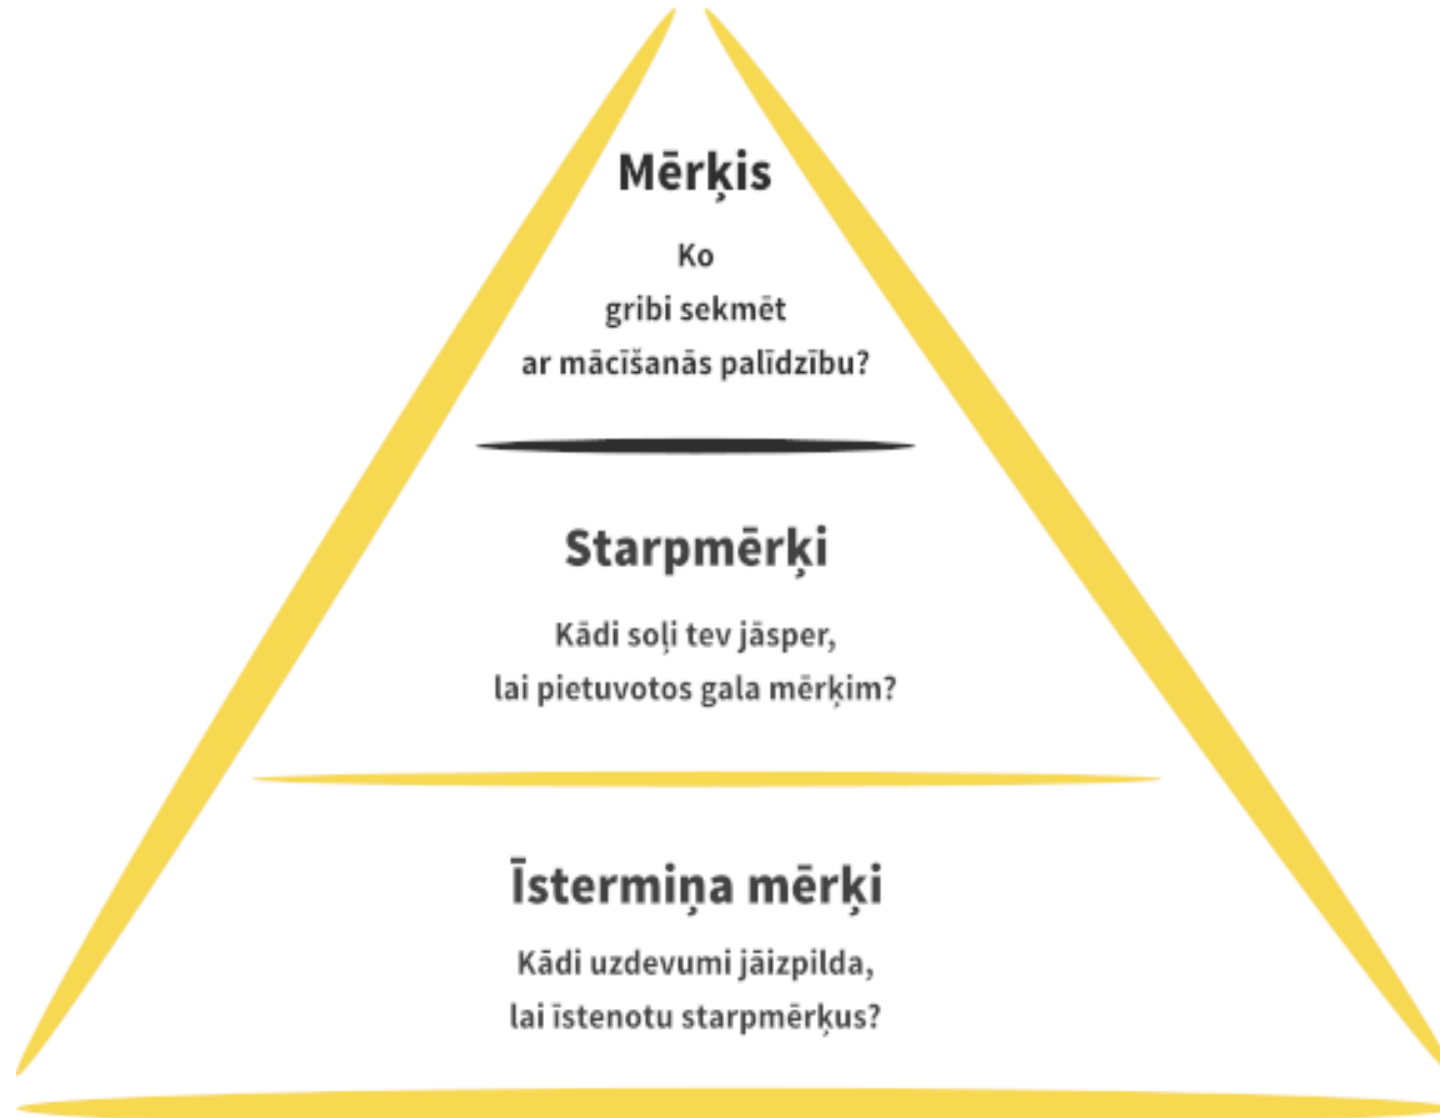 Mērķis
Ko
gribi sekmēt
ar mācīšanās palīdzību?
Starpmērķi
Kādi soļi tev jāsper,
lai pietuvotos gala mērķim?
Īstermiņa mērķi
Kādi uzdevumi jāizpilda,
lai īstenotu starpmērķus?